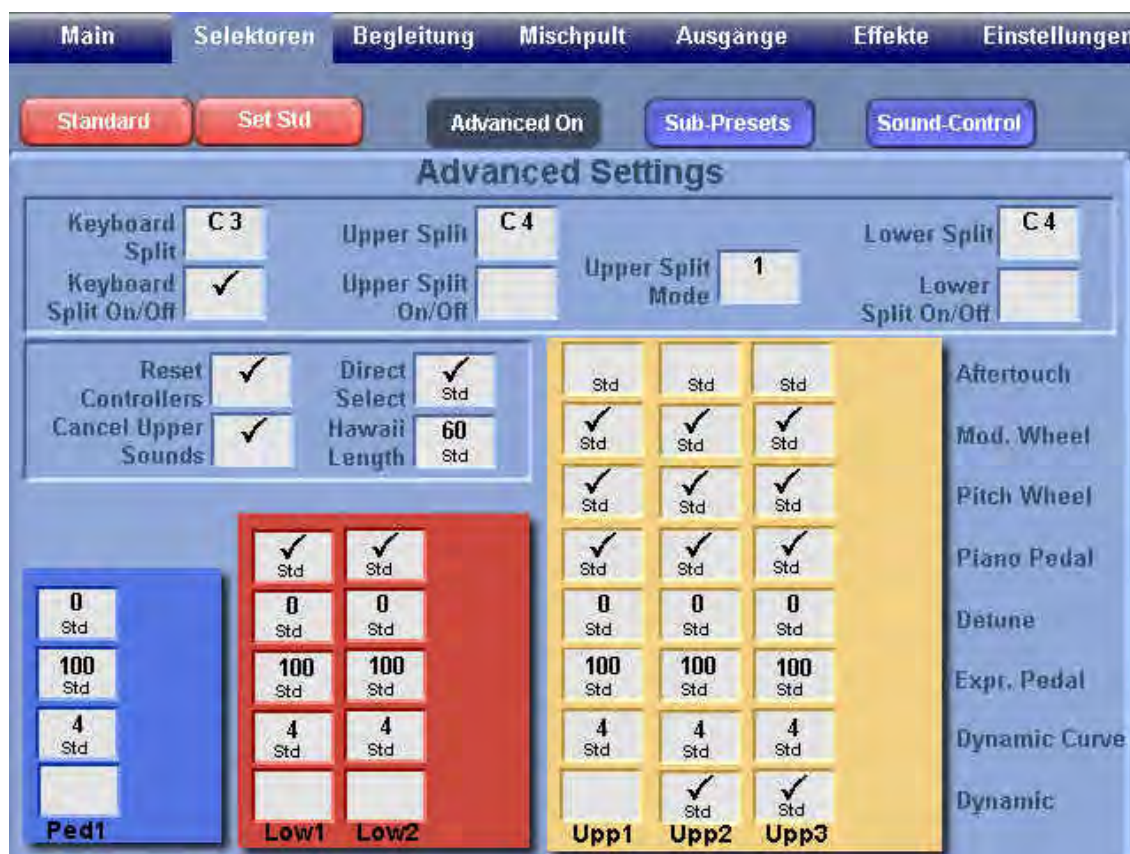 Main Selektoren Begleitung Mischpult Ausgänge Effekte Einstellungen
Standard Set Std Advanced On Sub-Presets Sound-Control
Advanced Settings
Keyboard Split C 3 Upper Split C 4 Lower Split C 4
Upper Split Mode 1
Keyboard Split On/Off ✓ Upper Split On/Off Lower Split On/Off
Reset Controllers ✓ Direct Select ✓ Std
Cancel Upper Sounds ✓ Hawaii Length 60 Std
Std Std Std Aftertouch
✓ Std ✓ Std ✓ Std Mod. Wheel
✓ Std ✓ Std ✓ Std Pitch Wheel
✓ Std ✓ Std ✓ Std ✓ Std ✓ Std Piano Pedal
0 Std 0 Std 0 Std 0 Std 0 Std 0 Std Detune
100 Std 100 Std 100 Std 100 Std 100 Std 100 Std Expr. Pedal
4 Std 4 Std 4 Std 4 Std 4 Std 4 Std Dynamic Curve
✓ Std ✓ Std Dynamic
Ped1 Low1 Low2 Upp1 Upp2 Upp3